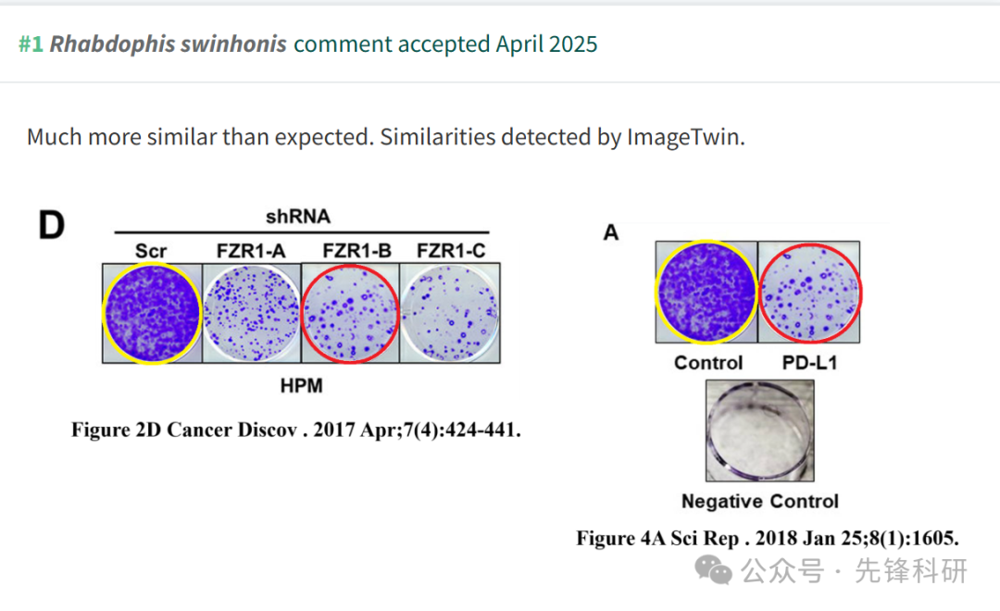 #1 Rhabdophis swinhonis comment accepted April 2025
Much more similar than expected. Similarities detected by ImageTwin.
D
shRNA
Scr FZR1-A FZR1-B FZR1-C
HPM
Figure 2D Cancer Discov . 2017 Apr;7(4):424-441.
A
Control PD-L1
Negative Control
Figure 4A Sci Rep . 2018 Jan 25;8(1):1605.
公众号 · 先锋科研